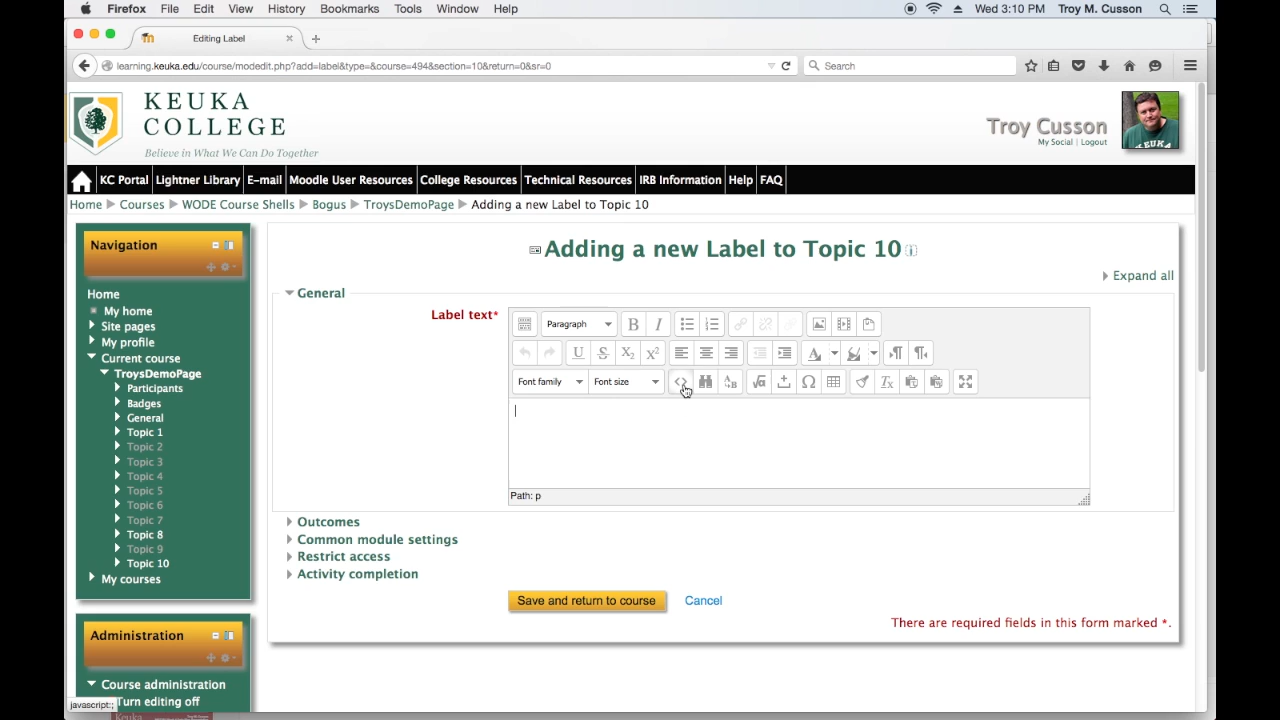 Firefox File Edit View History Bookmarks Tools Window Help Wed 3:10 PM Troy M. Cusson
Editing Label
learning.keuka.edu/course/modedit.php?add=label&type=&course=494&section=10&return=0&sr=0 Search
KEUKA
COLLEGE
Believe in What We Can Do Together
Troy Cusson
My Social | Logout
KC Portal Lightner Library E-mail Moodle User Resources College Resources Technical Resources IRB Information Help FAQ
Home Courses WODE Course Shells Bogus TroysDemoPage Adding a new Label to Topic 10
Navigation
Home
My home
Site pages
My profile
Current course
TroysDemoPage
Participants
Badges
General
Topic 1
Topic 2
Topic 3
Topic 4
Topic 5
Topic 6
Topic 7
Topic 8
Topic 9
Topic 10
My courses
Administration
Course administration
Turn editing off
javascript:;
Keuka
Adding a new Label to Topic 10
Expand all
General
Label text*
Paragraph
Font family Font size
Path: p
Outcomes
Common module settings
Restrict access
Activity completion
Save and return to course Cancel
There are required fields in this form marked *.